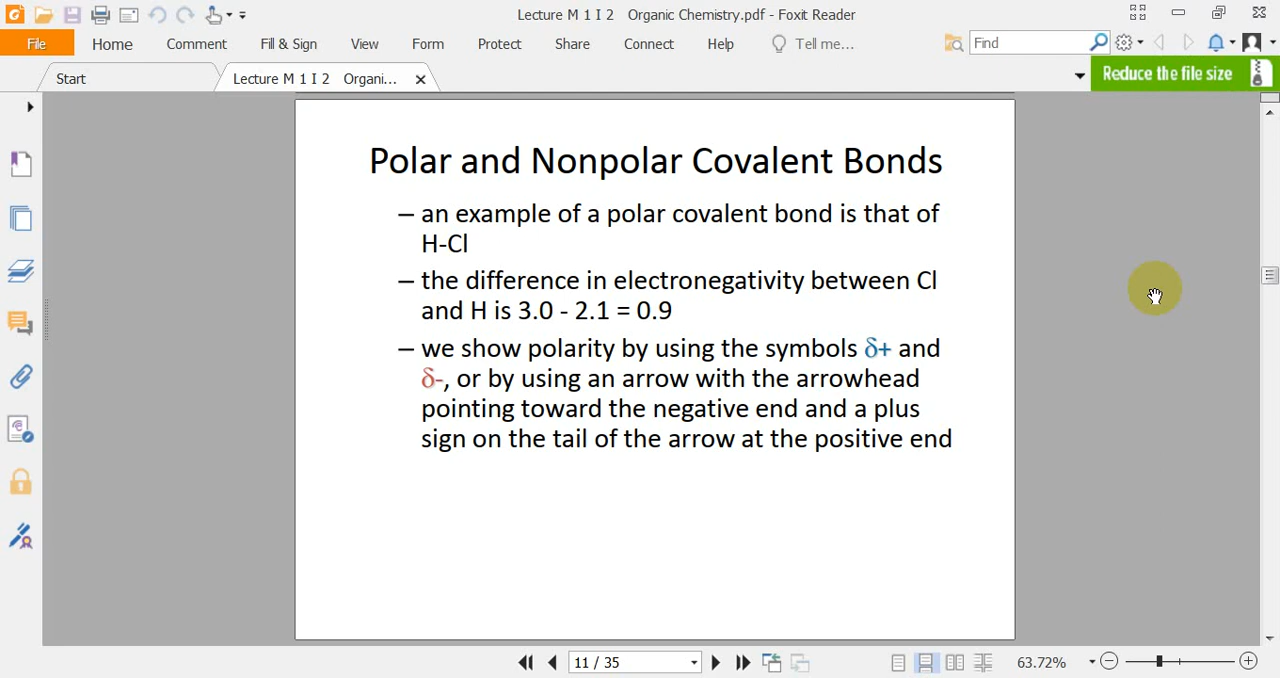 Lecture M 1 I 2 Organic Chemistry.pdf - Foxit Reader
File Home Comment Fill & Sign View Form Protect Share Connect Help Tell me... Find
Start Lecture M 1 I 2 Organi... Reduce the file size
Polar and Nonpolar Covalent Bonds
– an example of a polar covalent bond is that of
H-Cl
– the difference in electronegativity between Cl
and H is 3.0 - 2.1 = 0.9
– we show polarity by using the symbols δ+ and
δ-, or by using an arrow with the arrowhead
pointing toward the negative end and a plus
sign on the tail of the arrow at the positive end
11 / 35 63.72%